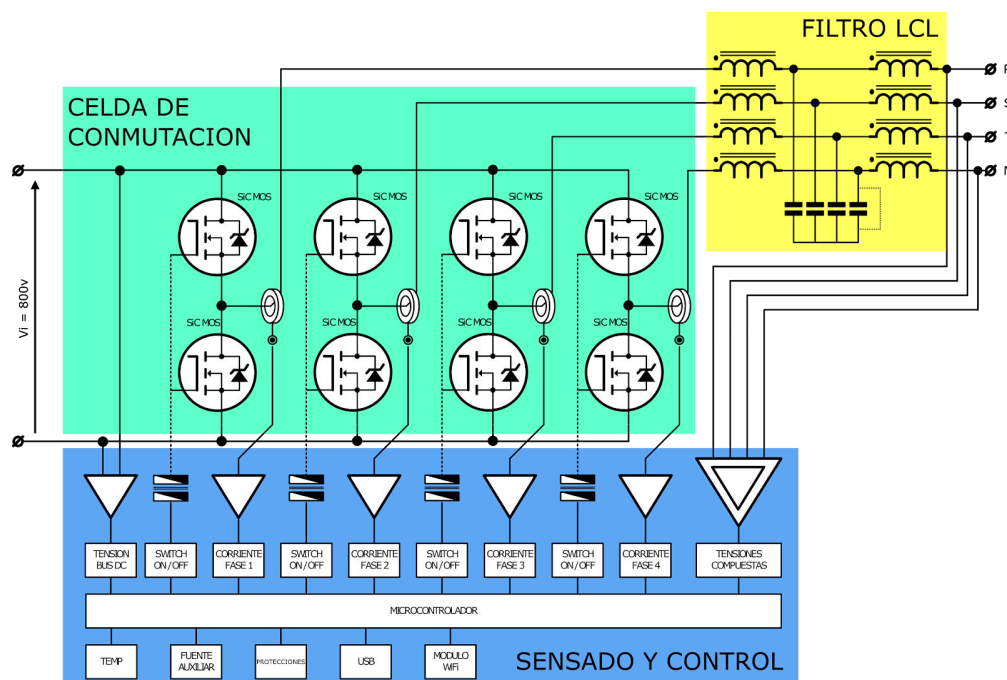 FILTRO LCL
R
S
T
N
CELDA DE
CONMUTACION
SiC MOS
SiC MOS
SiC MOS
SiC MOS
Vi = 800v
SiC MOS
SiC MOS
SiC MOS
SiC MOS
TENSION
BUS DC
SWITCH
ON/OFF
CORRIENTE
FASE 1
SWITCH
ON/OFF
CORRIENTE
FASE 2
SWITCH
ON/OFF
CORRIENTE
FASE 3
SWITCH
ON/OFF
CORRIENTE
FASE 4
TENSIONES
COMPUESTAS
MICROCONTROLADOR
TEMP
FUENTE
AUXILIAR
PROTECCIONES
USB
MODULO
WiFi
SENSADO Y CONTROL